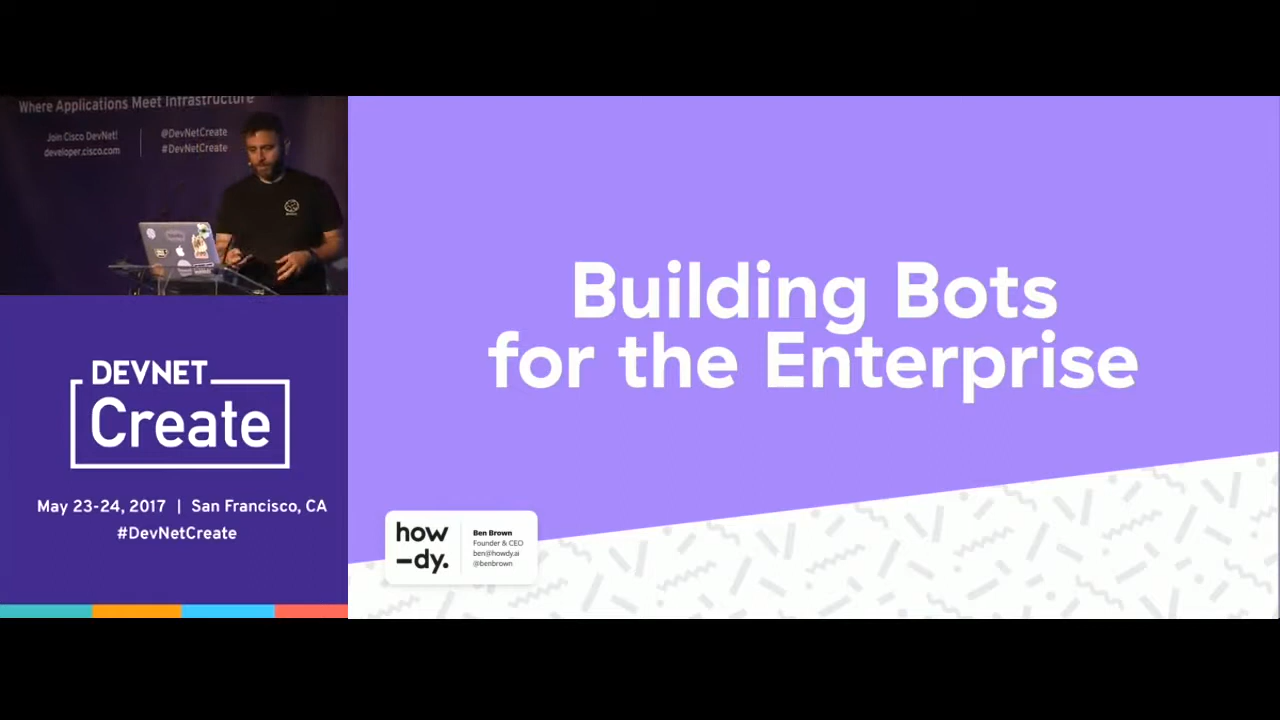 Where Applications Meet Infrastructure
Join Cisco DevNet!
developer.cisco.com
@DevNetCreate
#DevNetCreate
DEVNET
Create
May 23-24, 2017 | San Francisco, CA
#DevNetCreate
Building Bots
for the Enterprise
how
-dy.
Ben Brown
Founder & CEO
ben@howdy.ai
@benbrown